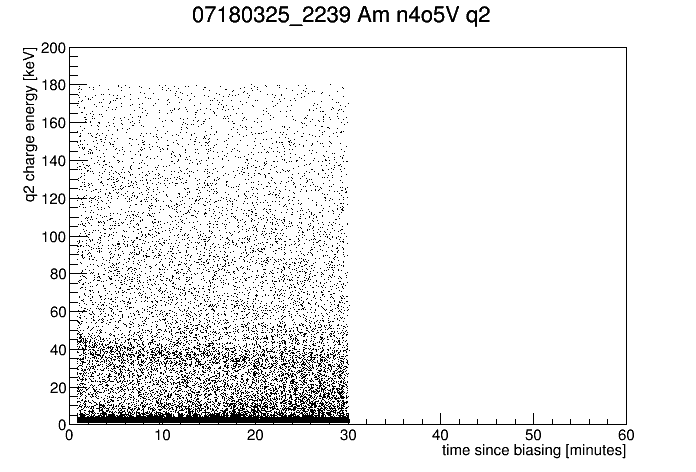 07180325_2239 Am n4o5V q2
q2 charge energy [keV]
200
180
160
140
120
100
80
60
40
20
0
0 10 20 30 40 50 60
time since biasing [minutes]